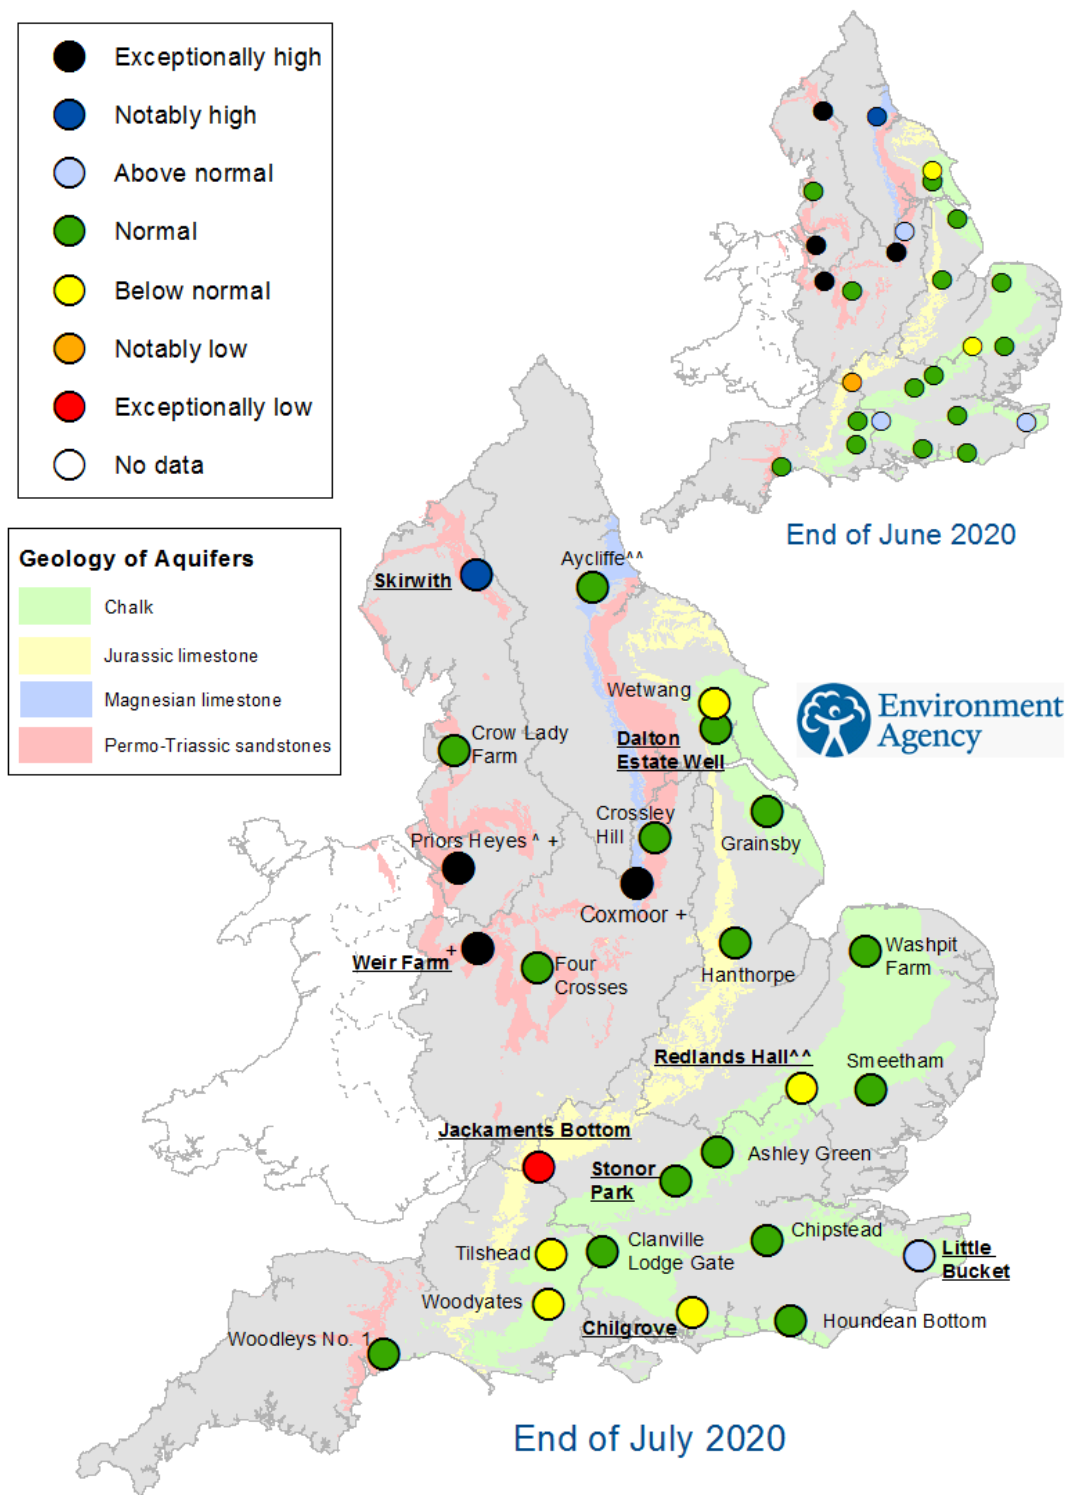 Exceptionally high
Notably high
Above normal
Normal
Below normal
Notably low
Exceptionally low
No data
End of June 2020
Geology of Aquifers
Chalk
Jurassic limestone
Magnesian limestone
Permo-Triassic sandstones
Environment
Agency
Aycliffe^^
Skirwith
Wetwang
Dalton
Estate Well
Crow Lady
Farm
Crossley
Hill
Grainsby
Priors Heyes ^ +
Coxmoor +
Weir Farm +
Four
Crosses
Hanthorpe
Washpit
Farm
Redlands Hall^^
Smeetham
Jackaments Bottom
Ashley Green
Stonor
Park
Tilshead
Clanville
Lodge Gate
Chipstead
Little
Bucket
Woodyates
Chilgrove
Houndean Bottom
Woodleys No. 1
End of July 2020